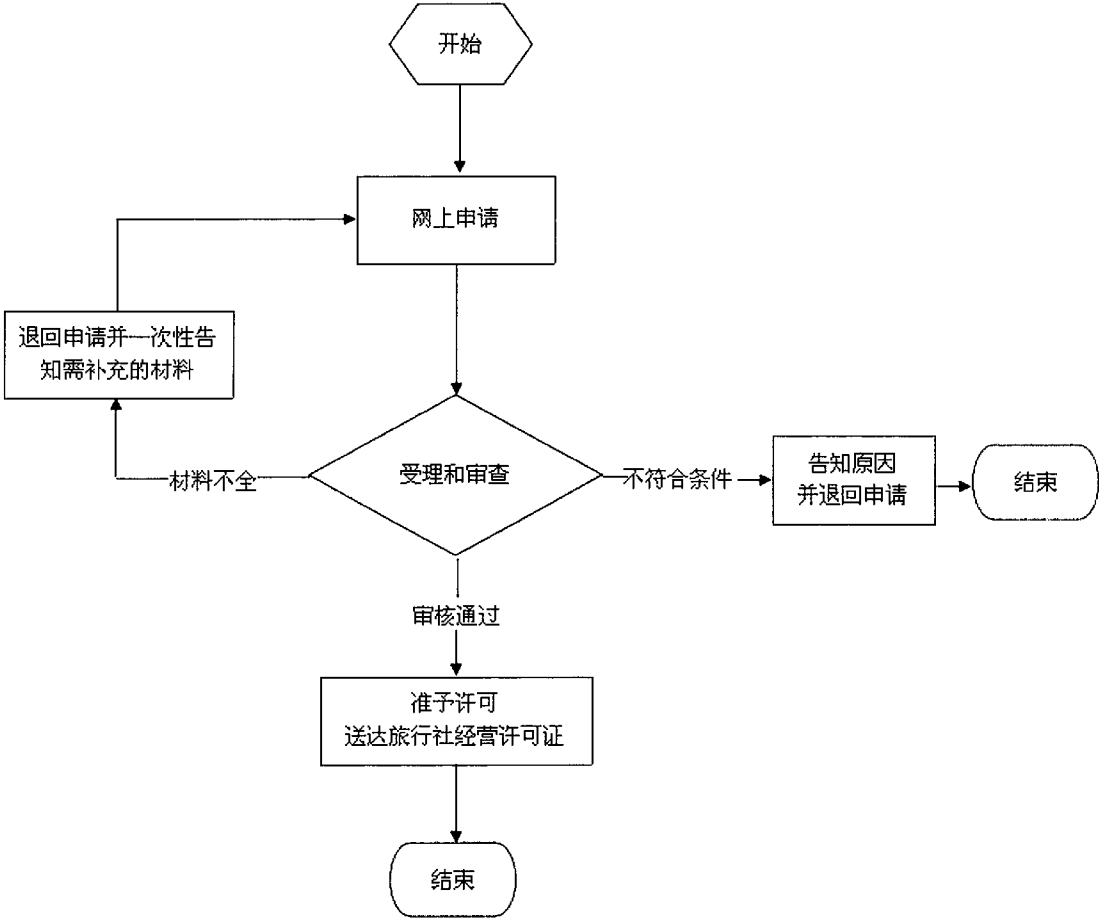 开始
网上申请
退回申请并一次性告
知需补充的材料
材料不全
受理和审查
不符合条件
告知原因
并退回申请
结束
审核通过
准予许可
送达旅行社经营许可证
结束